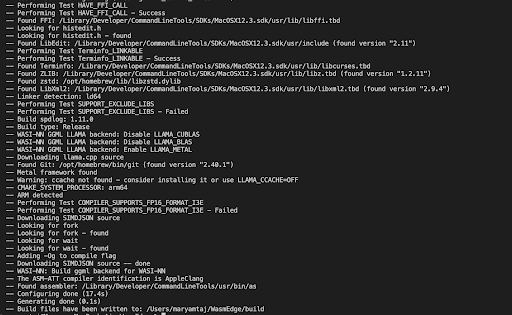 -- Performing Test HAVE_FFI_CALL
-- Performing Test HAVE_FFI_CALL - Success
-- Found FFI: /Library/Developer/CommandLineTools/SDKs/MacOSX12.3.sdk/usr/lib/libffi.tbd
-- Looking for histedit.h
-- Looking for histedit.h - found
-- Found LibEdit: /Library/Developer/CommandLineTools/SDKs/MacOSX12.3.sdk/usr/include (found version "2.11")
-- Performing Test Terminfo_LINKABLE
-- Performing Test Terminfo_LINKABLE - Success
-- Found Terminfo: /Library/Developer/CommandLineTools/SDKs/MacOSX12.3.sdk/usr/lib/libcurses.tbd
-- Found ZLIB: /Library/Developer/CommandLineTools/SDKs/MacOSX12.3.sdk/usr/lib/libz.tbd (found version "1.2.11")
-- Found zstd: /opt/homebrew/lib/libzstd.dylib
-- Found LibXml2: /Library/Developer/CommandLineTools/SDKs/MacOSX12.3.sdk/usr/lib/libxml2.tbd (found version "2.9.4")
-- Linker detection: ld64
-- Performing Test SUPPORT_EXCLUDE_LIBS
-- Performing Test SUPPORT_EXCLUDE_LIBS - Failed
-- Build spdlog: 1.11.0
-- Build type: Release
-- WASI-NN GGML LLAMA backend: Disable LLAMA_CUBLAS
-- WASI-NN GGML LLAMA backend: Disable LLAMA_BLAS
-- WASI-NN GGML LLAMA backend: Enable LLAMA_METAL
-- Downloading llama.cpp source
-- Found Git: /opt/homebrew/bin/git (found version "2.40.1")
-- Metal framework found
-- Warning: ccache not found - consider installing it or use LLAMA_CCACHE=OFF
-- CMAKE_SYSTEM_PROCESSOR: arm64
-- ARM detected
-- Performing Test COMPILER_SUPPORTS_FP16_FORMAT_I3E
-- Performing Test COMPILER_SUPPORTS_FP16_FORMAT_I3E - Failed
-- Downloading SIMDJSON source
-- Looking for fork
-- Looking for fork - found
-- Looking for wait
-- Looking for wait - found
-- Adding -Og to compile flag
-- Downloading SIMDJSON source -- done
-- WASI-NN: Build ggml backend for WASI-NN
-- The ASM-ATT compiler identification is AppleClang
-- Found assembler: /Library/Developer/CommandLineTools/usr/bin/as
-- Configuring done (17.4s)
-- Generating done (0.1s)
-- Build files have been written to: /Users/maryamtaj/WasmEdge/build